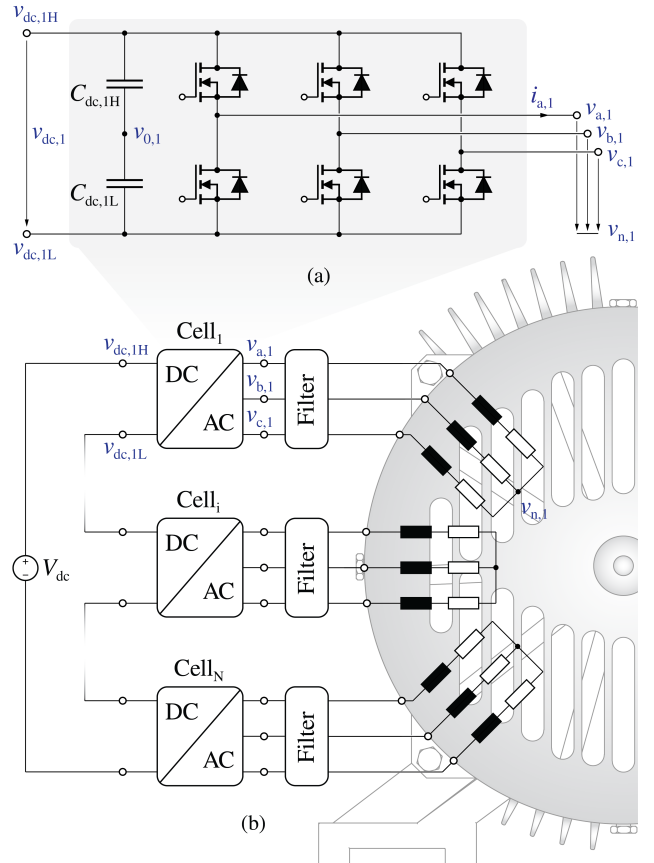 v_dc,1H
C_dc,1H
i_a,1
v_a,1
v_dc,1
v_0,1
v_b,1
v_c,1
C_dc,1L
v_dc,1L
v_n,1
(a)
Cell_1
v_dc,1H
v_a,1
DC
v_b,1
Filter
AC
v_c,1
v_dc,1L
v_n,1
Cell_i
DC
Filter
+
−
V_dc
AC
Cell_N
DC
Filter
AC
(b)